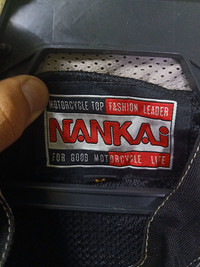 MOTORCYCLE TOP FASHION LEADER
NANKAi
FOR GOOD MOTORCYCLE LIFE